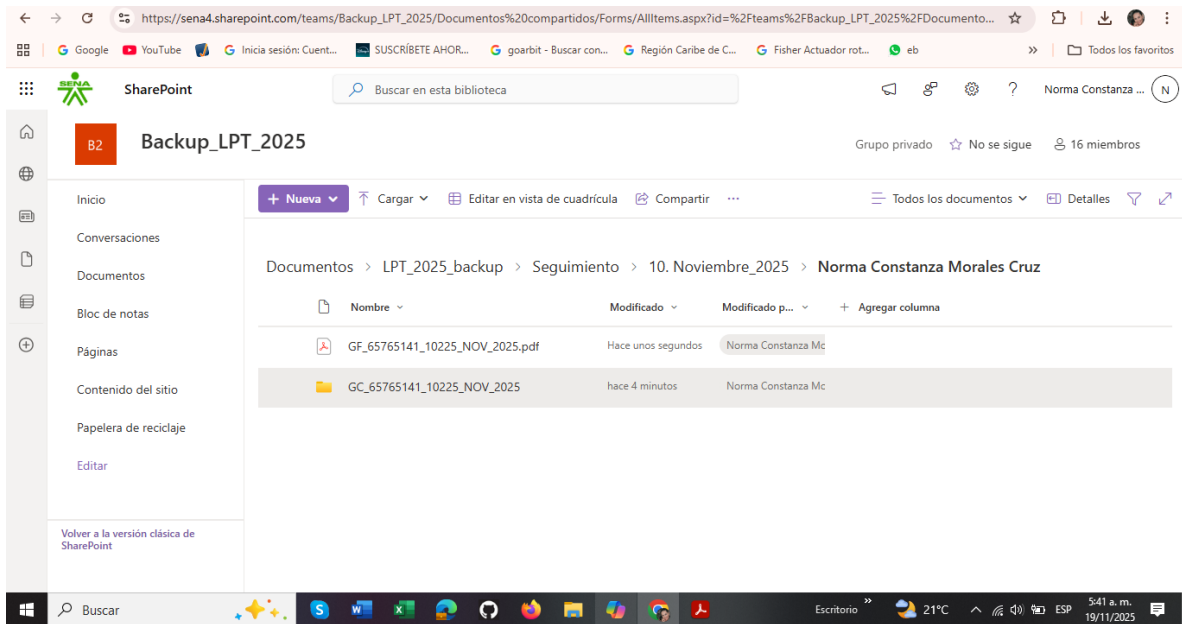 https://sena4.sharepoint.com/teams/Backup_LPT_2025/Documentos%20compartidos/Forms/AllItems.aspx?id=%2Fteams%2FBackup_LPT_2025%2FDocumento...
Google YouTube Inicia sesión: Cuent... SUSCRÍBETE AHOR... goarbit - Buscar con... Región Caribe de C... Fisher Actuador rot... eb » Todos los favoritos
SENA SharePoint Buscar en esta biblioteca ? Norma Constanza ... N
B2 Backup_LPT_2025 Grupo privado No se sigue 16 miembros
Inicio
Conversaciones
Documentos
Bloc de notas
Páginas
Contenido del sitio
Papelera de reciclaje
Editar
Volver a la versión clásica de
SharePoint
+ Nueva Cargar Editar en vista de cuadrícula Compartir ... Todos los documentos Detalles
Documentos > LPT_2025_backup > Seguimiento > 10. Noviembre_2025 > Norma Constanza Morales Cruz
Nombre Modificado Modificado p... + Agregar columna
GF_65765141_10225_NOV_2025.pdf Hace unos segundos Norma Constanza Mc
GC_65765141_10225_NOV_2025 hace 4 minutos Norma Constanza Mc
Buscar Escritorio » 21°C ESP 5:41 a. m.
19/11/2025